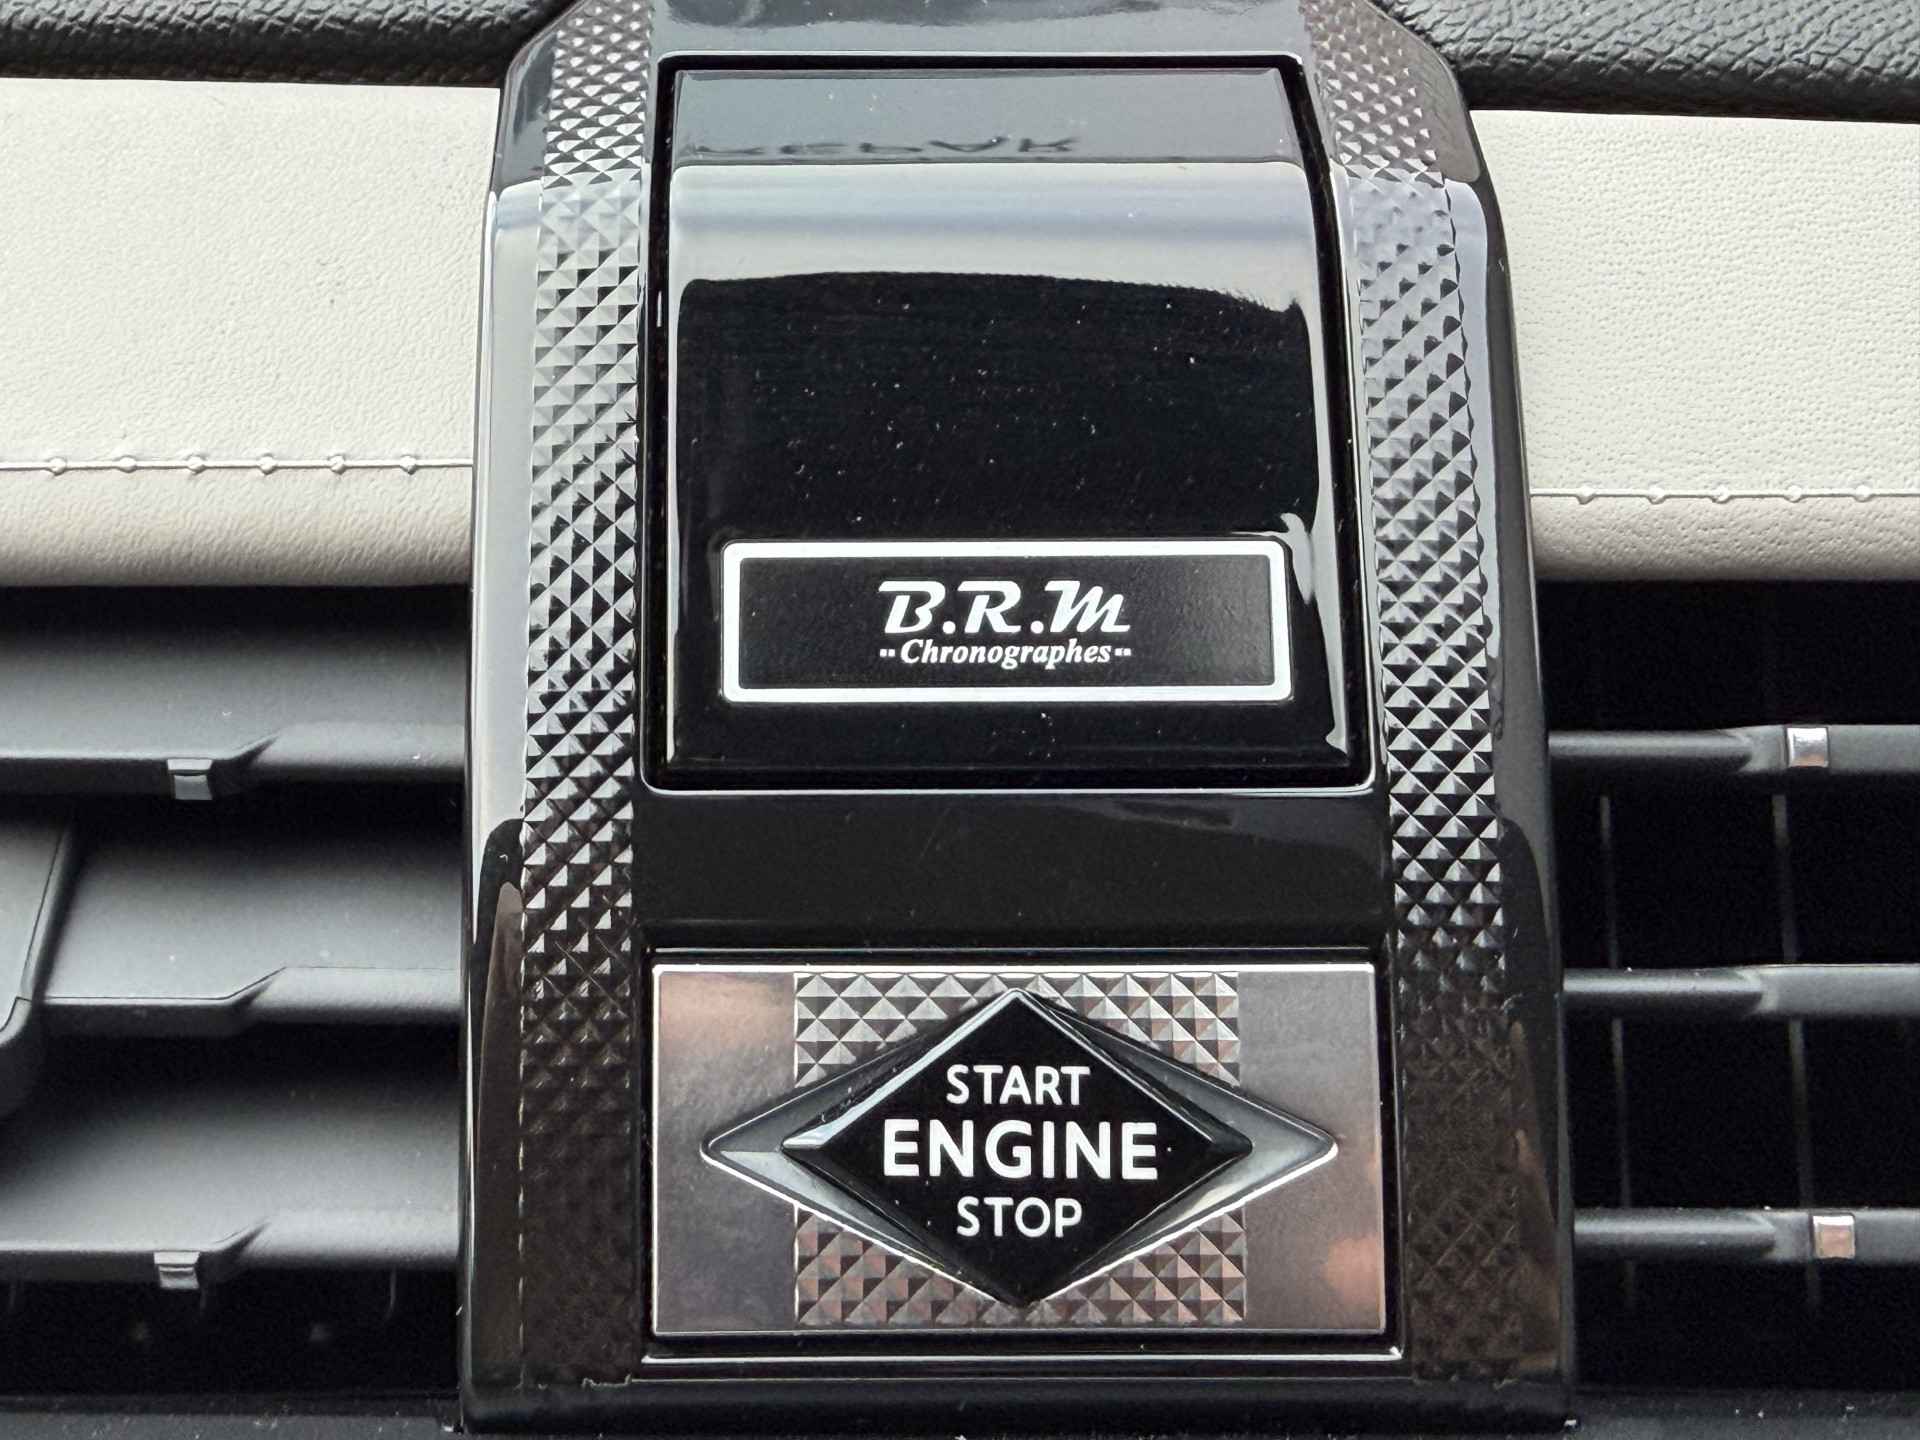 B.R.M
Chronographes
START
ENGINE
STOP